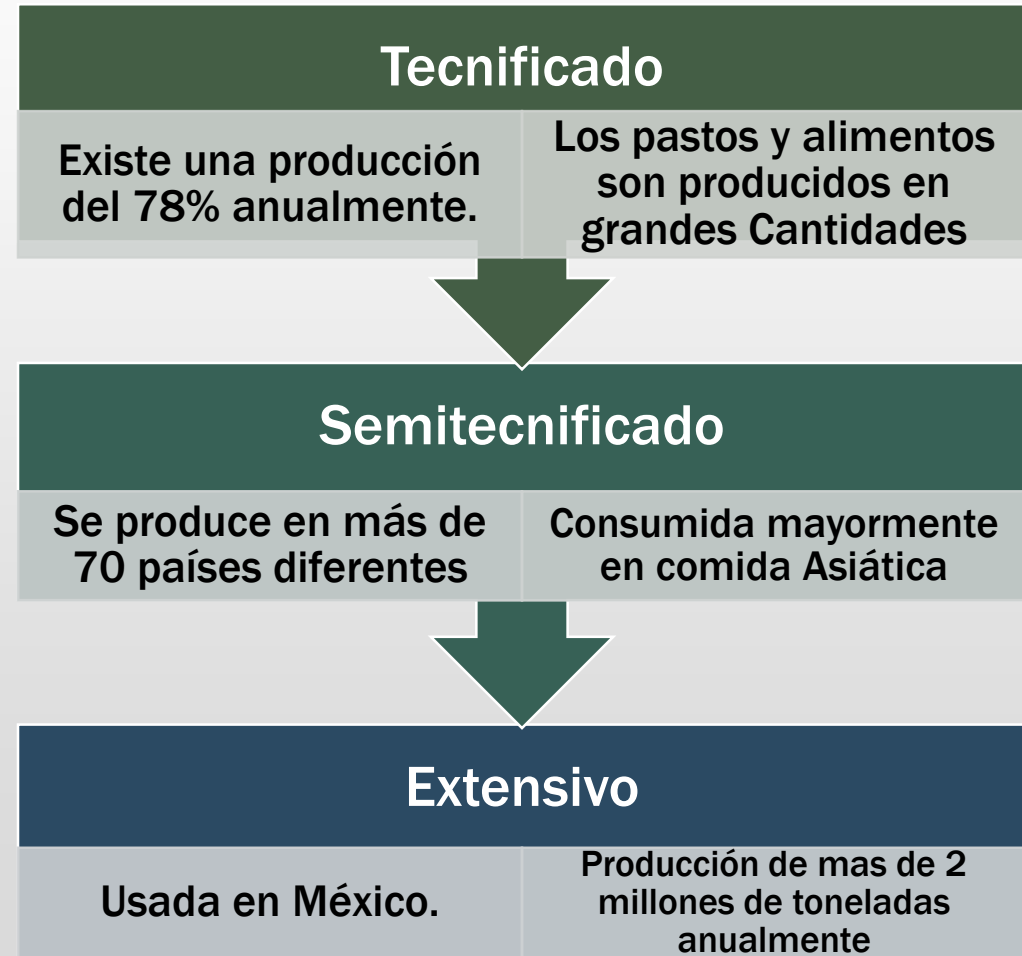 Tecnificado
Existe una producción
del 78% anualmente.
Los pastos y alimentos
son producidos en
grandes Cantidades
Semitecnificado
Se produce en más de
70 países diferentes
Consumida mayormente
en comida Asiática
Extensivo
Usada en México.
Producción de mas de 2
millones de toneladas
anualmente